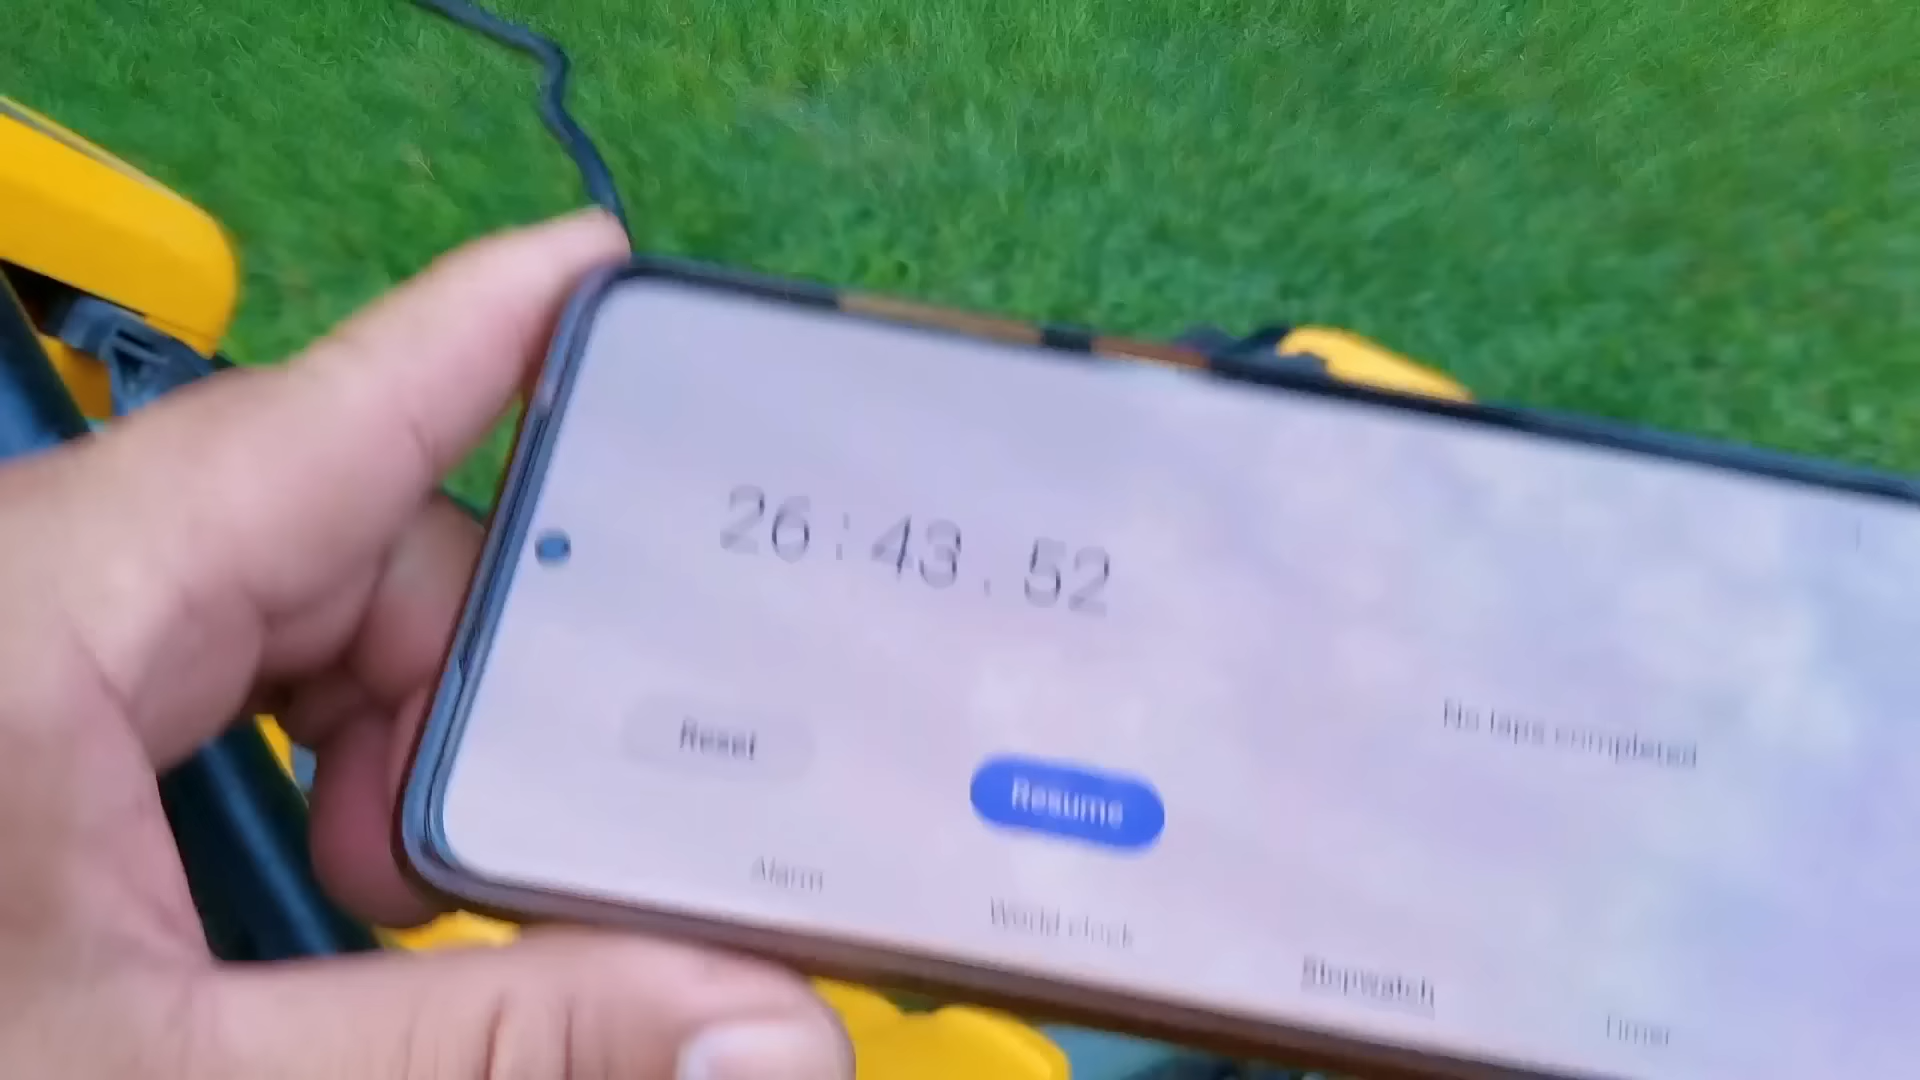 26:43.52
No laps completed
Reset
Resume
Alarm
World clock
Stopwatch
Timer